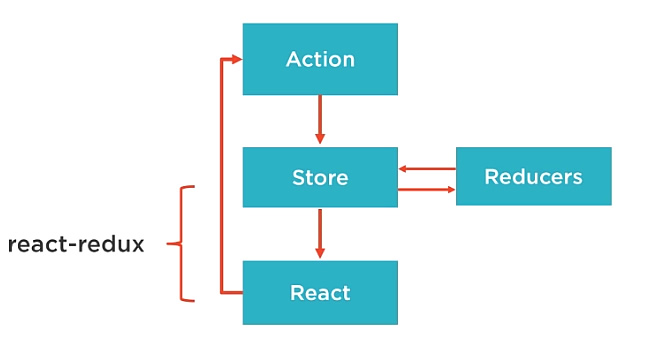 Action
Store
Reducers
react-redux
React